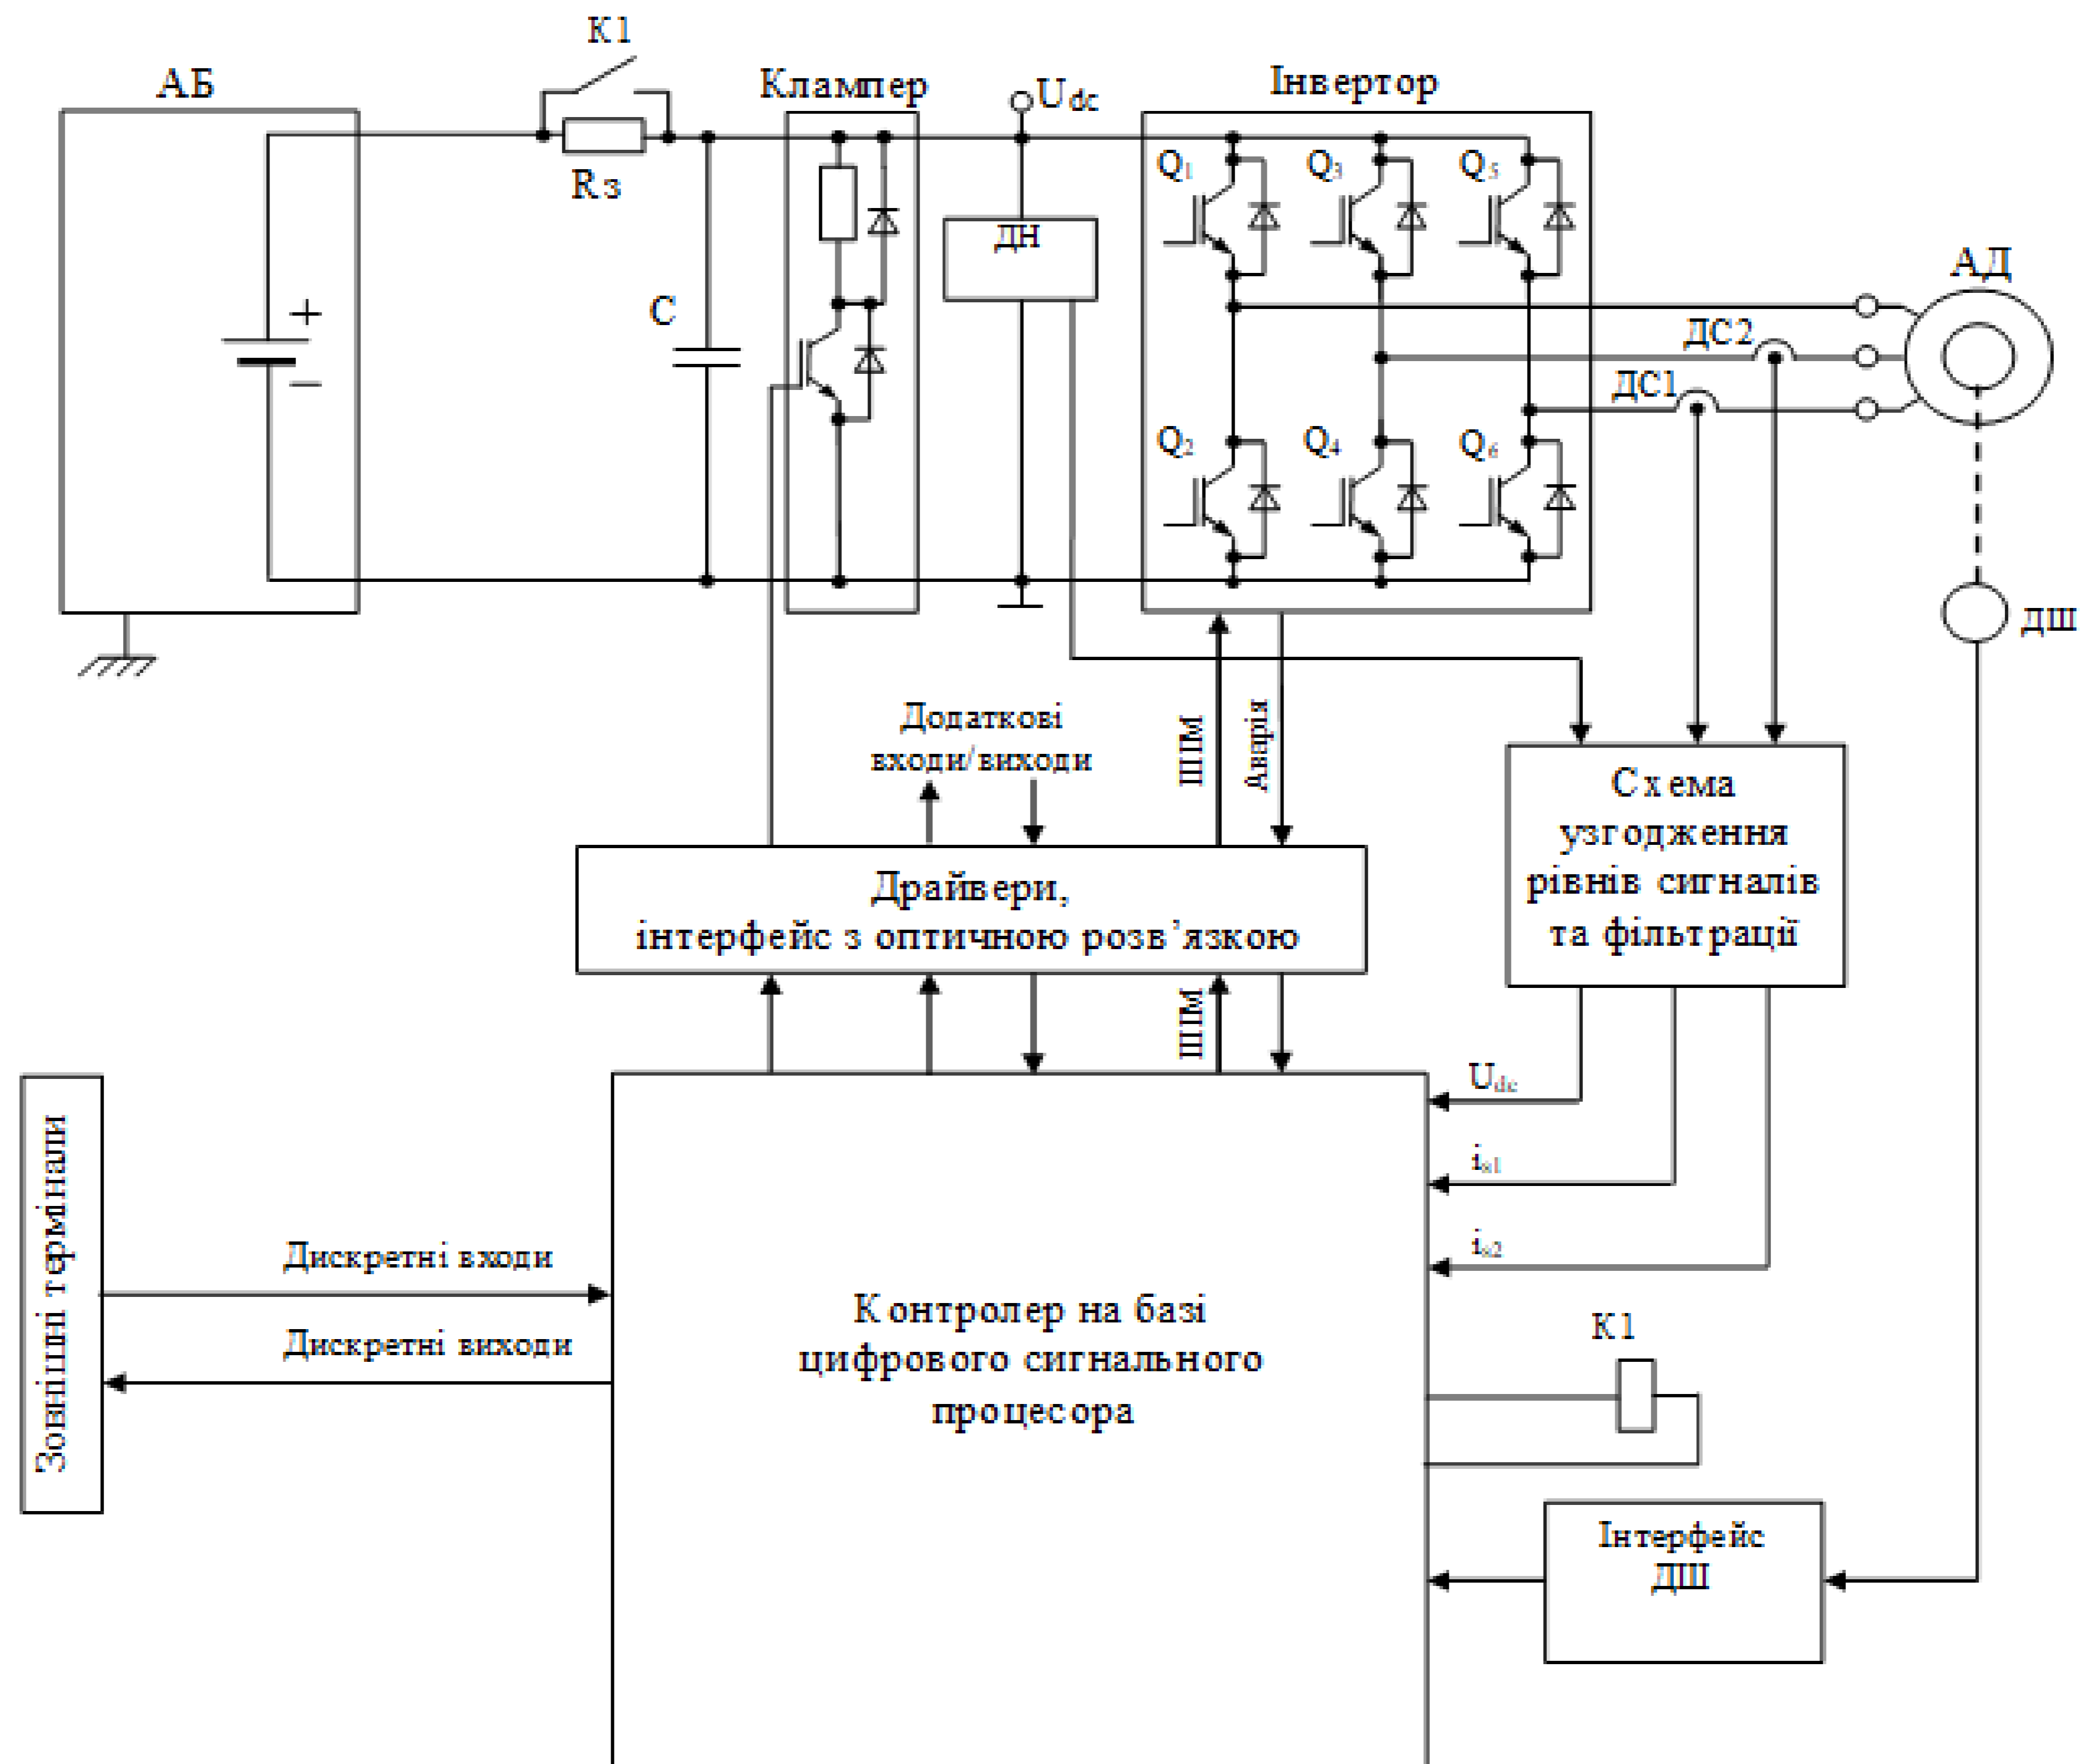 К1
АБ
Клампер
Udc
Інвертор
Rз
Q1
Q3
Q5
ДН
АД
С
+
−
ДС2
ДС1
Q2
Q4
Q6
ДШ
Додаткові
входи/виходи
ШІМ
Аварія
Схема
узгодження
рівнів сигналів
та фільтрації
Драйвери,
інтерфейс з оптичною розв’язкою
ШІМ
Udc
is1
is2
Зовнішні термінали
Дискретні входи
Дискретні виходи
Контролер на базі
цифрового сигнального
процесора
К1
Інтерфейс
ДШ